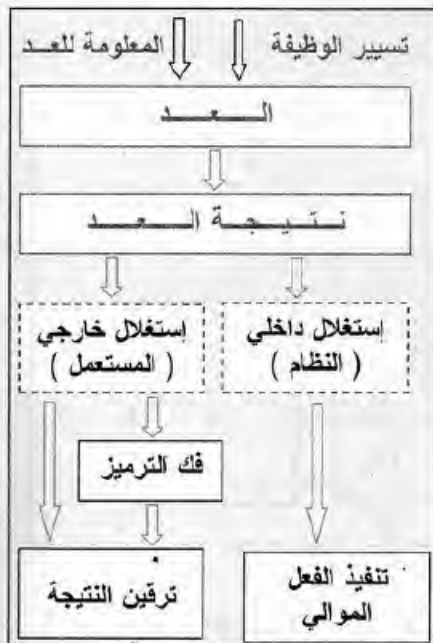 تسيير الوظيفة المعلومة للعد
العد
نتيجة العد
إستغلال داخلي
( النظام )
إستغلال خارجي
( المستعمل )
فك الترميز
تنفيذ الفعل
الموالي
ترقين النتيجة